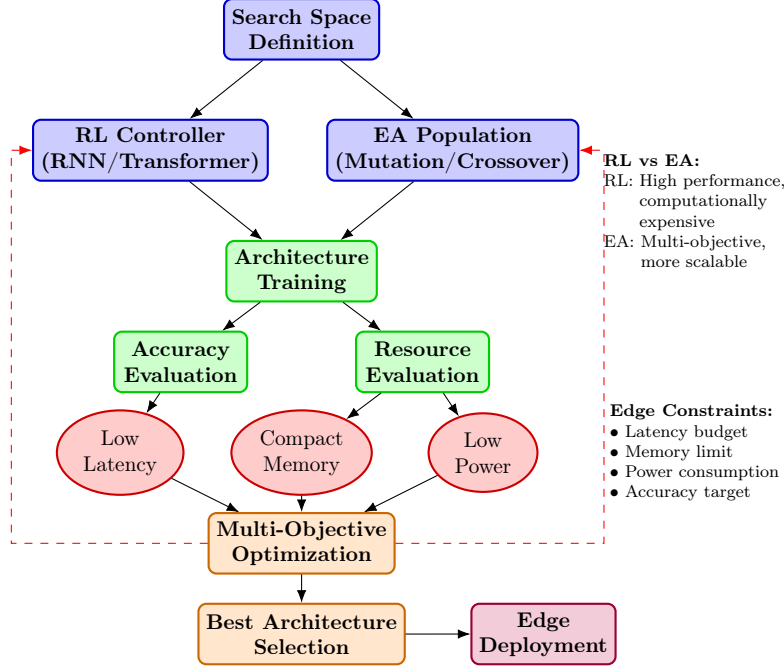 Search Space
Definition
RL Controller
(RNN/Transformer)
EA Population
(Mutation/Crossover)
RL vs EA:
RL: High performance,
computationally
expensive
EA: Multi-objective,
more scalable
Architecture
Training
Accuracy
Evaluation
Resource
Evaluation
Low
Latency
Compact
Memory
Low
Power
Edge Constraints:
• Latency budget
• Memory limit
• Power consumption
• Accuracy target
Multi-Objective
Optimization
Best Architecture
Selection
Edge
Deployment